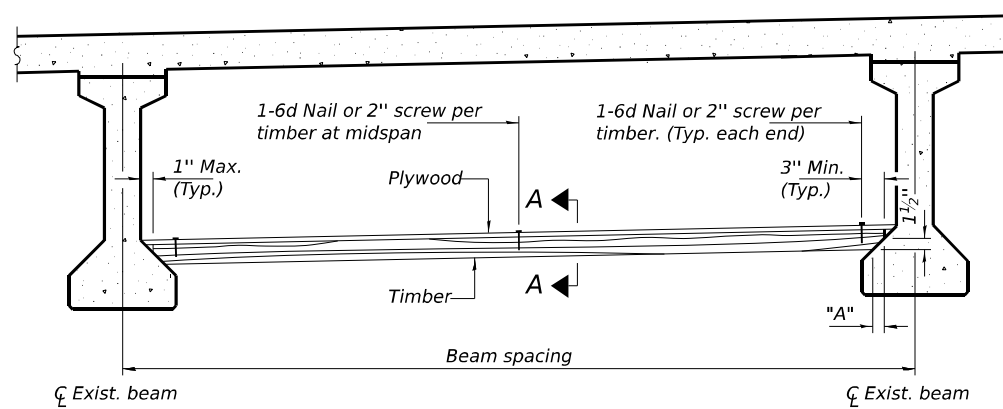 1-6d Nail or 2" screw per
timber at midspan
1-6d Nail or 2" screw per
timber. (Typ. each end)
1" Max.
(Typ.)
Plywood
3" Min.
(Typ.)
1½"
A
A
Timber
"A"
Beam spacing
℄ Exist. beam
℄ Exist. beam